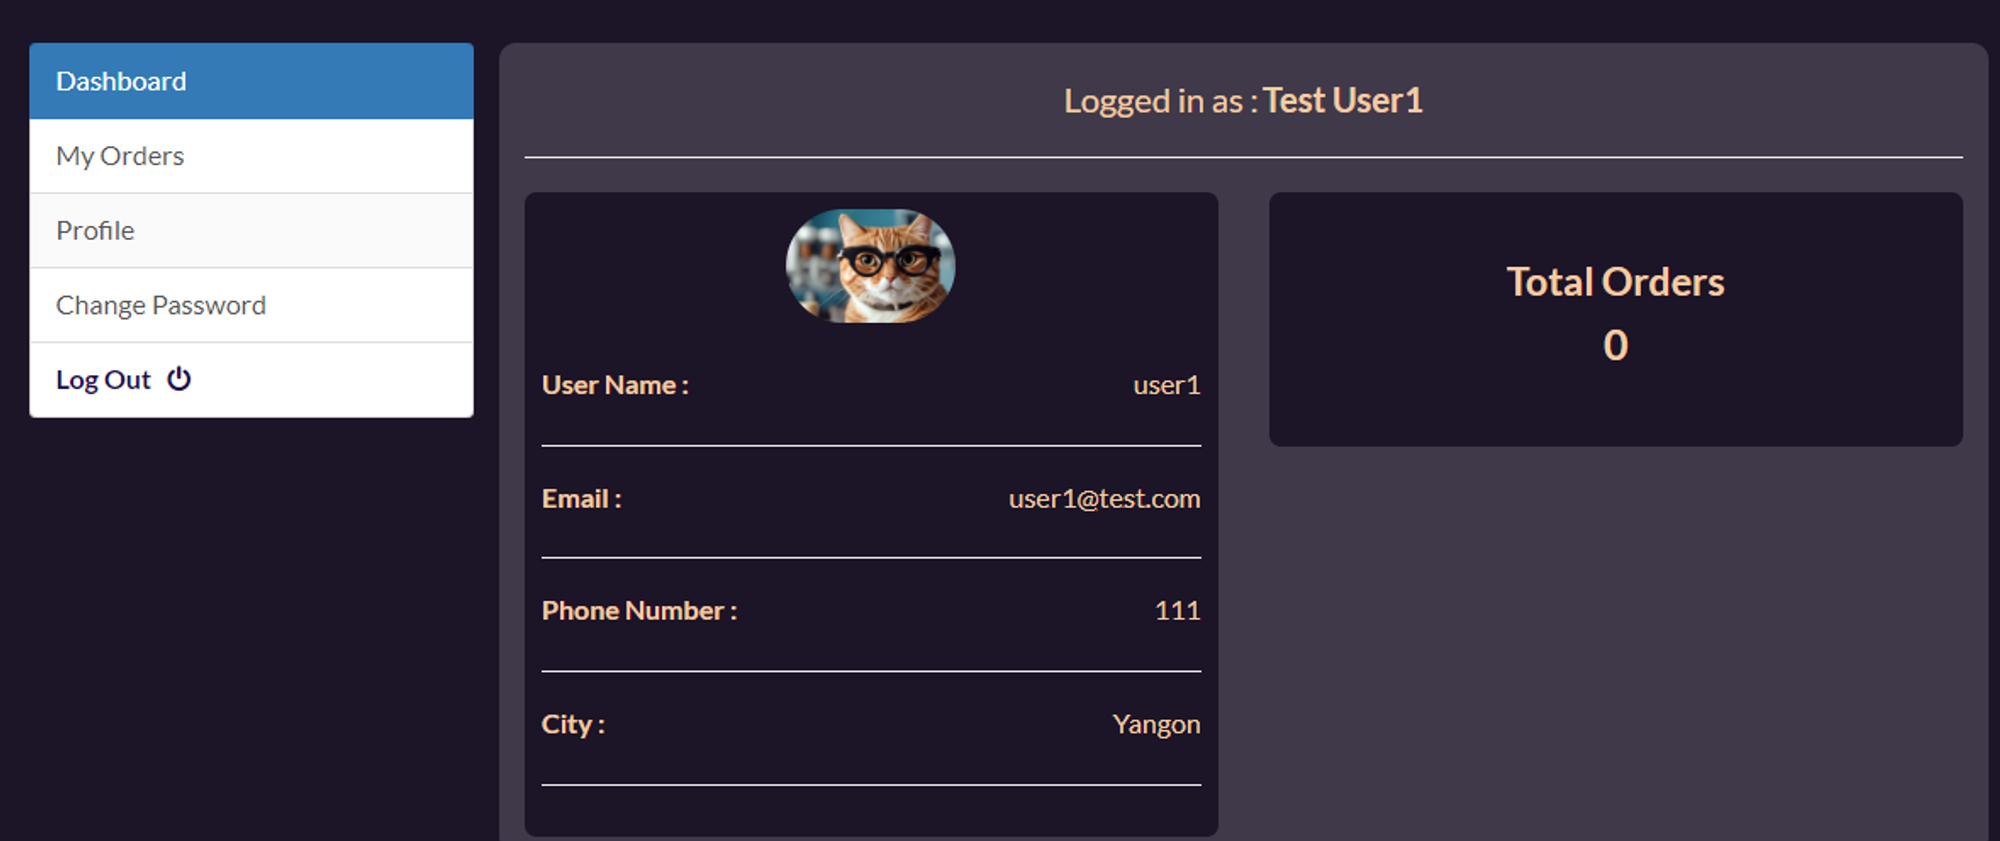 Dashboard
My Orders
Profile
Change Password
Log Out
Logged in as : Test User1
User Name : user1
Email : user1@test.com
Phone Number : 111
City : Yangon
Total Orders
0